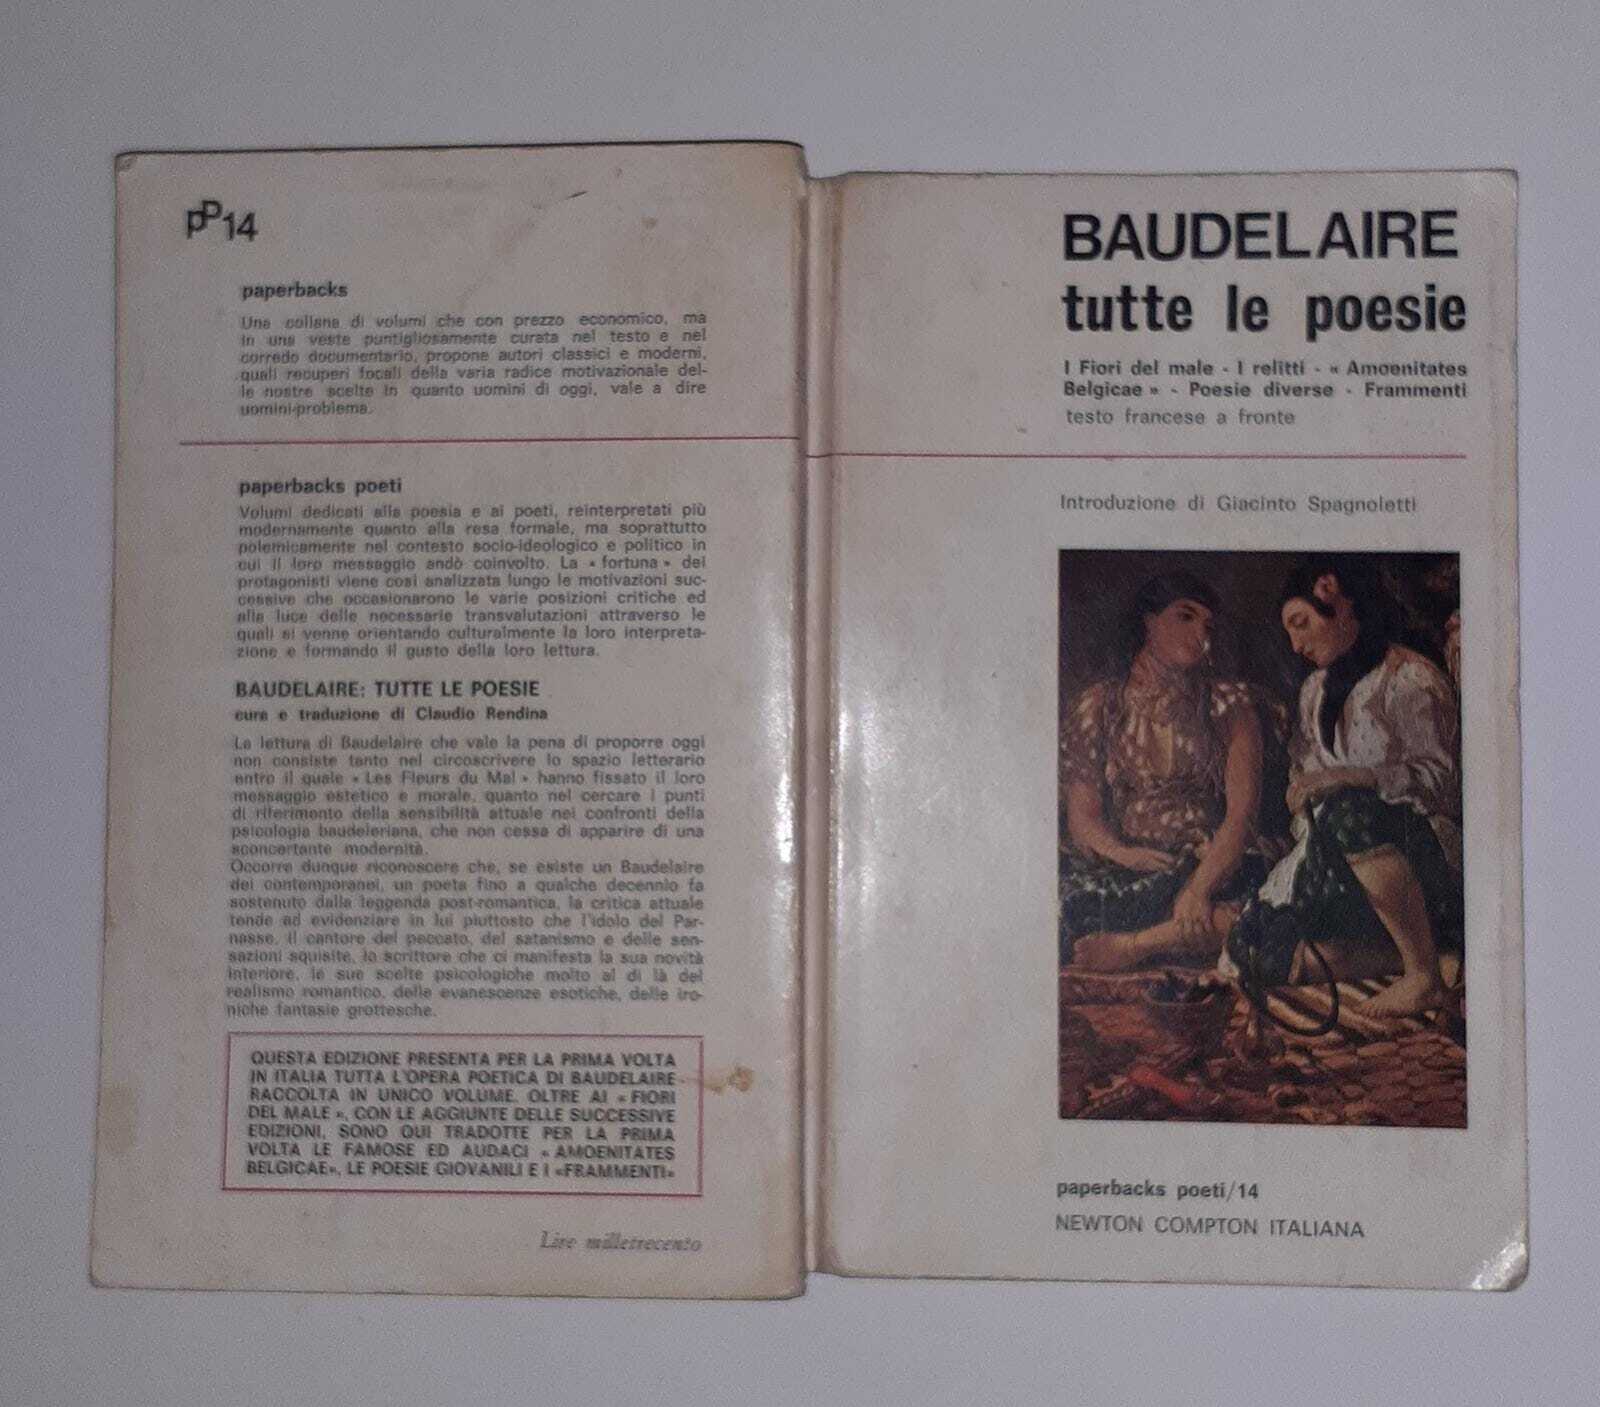 pP14
paperbacks
Una collana di volumi che con prezzo economico, ma
in una veste puntigliosamente curata nel testo e nel
corredo documentario, propone autori classici e moderni,
quali recuperi focali della varia radice motivazionale del-
le nostre scelte in quanto uomini di oggi, vale a dire
uomini-problema.
paperbacks poeti
Volumi dedicati alla poesia e ai poeti, reinterpretati più
modernamente quanto alla resa formale, ma soprattutto
polemicamente nel contesto socio-ideologico e politico in
cui il loro messaggio andò coinvolto. La « fortuna » dei
protagonisti viene così analizzata lungo le motivazioni suc-
cessive che occasionarono le varie posizioni critiche ed
alla luce delle necessarie transvalutazioni attraverso le
quali si venne orientando culturalmente la loro interpreta-
zione e formando il gusto della loro lettura.
BAUDELAIRE: TUTTE LE POESIE
cura e traduzione di Claudio Rendina
La lettura di Baudelaire che vale la pena di proporre oggi
non consiste tanto nel circoscrivere lo spazio letterario
entro il quale « Les Fleurs du Mal » hanno fissato il loro
messaggio estetico e morale, quanto nel cercare i punti
di riferimento della sensibilità attuale nei confronti della
psicologia baudeleriana, che non cessa di apparire di una
sconcertante modernità.
Occorre dunque riconoscere che, se esiste un Baudelaire
dei contemporanei, un poeta fino a qualche decennio fa
sostenuto dalla leggenda post-romantica, la critica attuale
tende ad evidenziare in lui piuttosto che l'idolo del Par-
nasse, il cantore del peccato, del satanismo e delle sen-
sazioni squisite, lo scrittore che ci manifesta la sua novità
interiore, le sue scelte psicologiche molto al di là del
realismo romantico, delle evanescenze esotiche, delle iro-
niche fantasie grottesche.
QUESTA EDIZIONE PRESENTA PER LA PRIMA VOLTA
IN ITALIA TUTTA L'OPERA POETICA DI BAUDELAIRE
RACCOLTA IN UNICO VOLUME. OLTRE AI « FIORI
DEL MALE », CON LE AGGIUNTE DELLE SUCCESSIVE
EDIZIONI, SONO QUI TRADOTTE PER LA PRIMA
VOLTA LE FAMOSE ED AUDACI « AMOENITATES
BELGICAE», LE POESIE GIOVANILI E I «FRAMMENTI»
Lire milletrecento
BAUDELAIRE
tutte le poesie
I Fiori del male - I relitti - « Amoenitates
Belgicae » - Poesie diverse - Frammenti
testo francese a fronte
Introduzione di Giacinto Spagnoletti
paperbacks poeti/14
NEWTON COMPTON ITALIANA